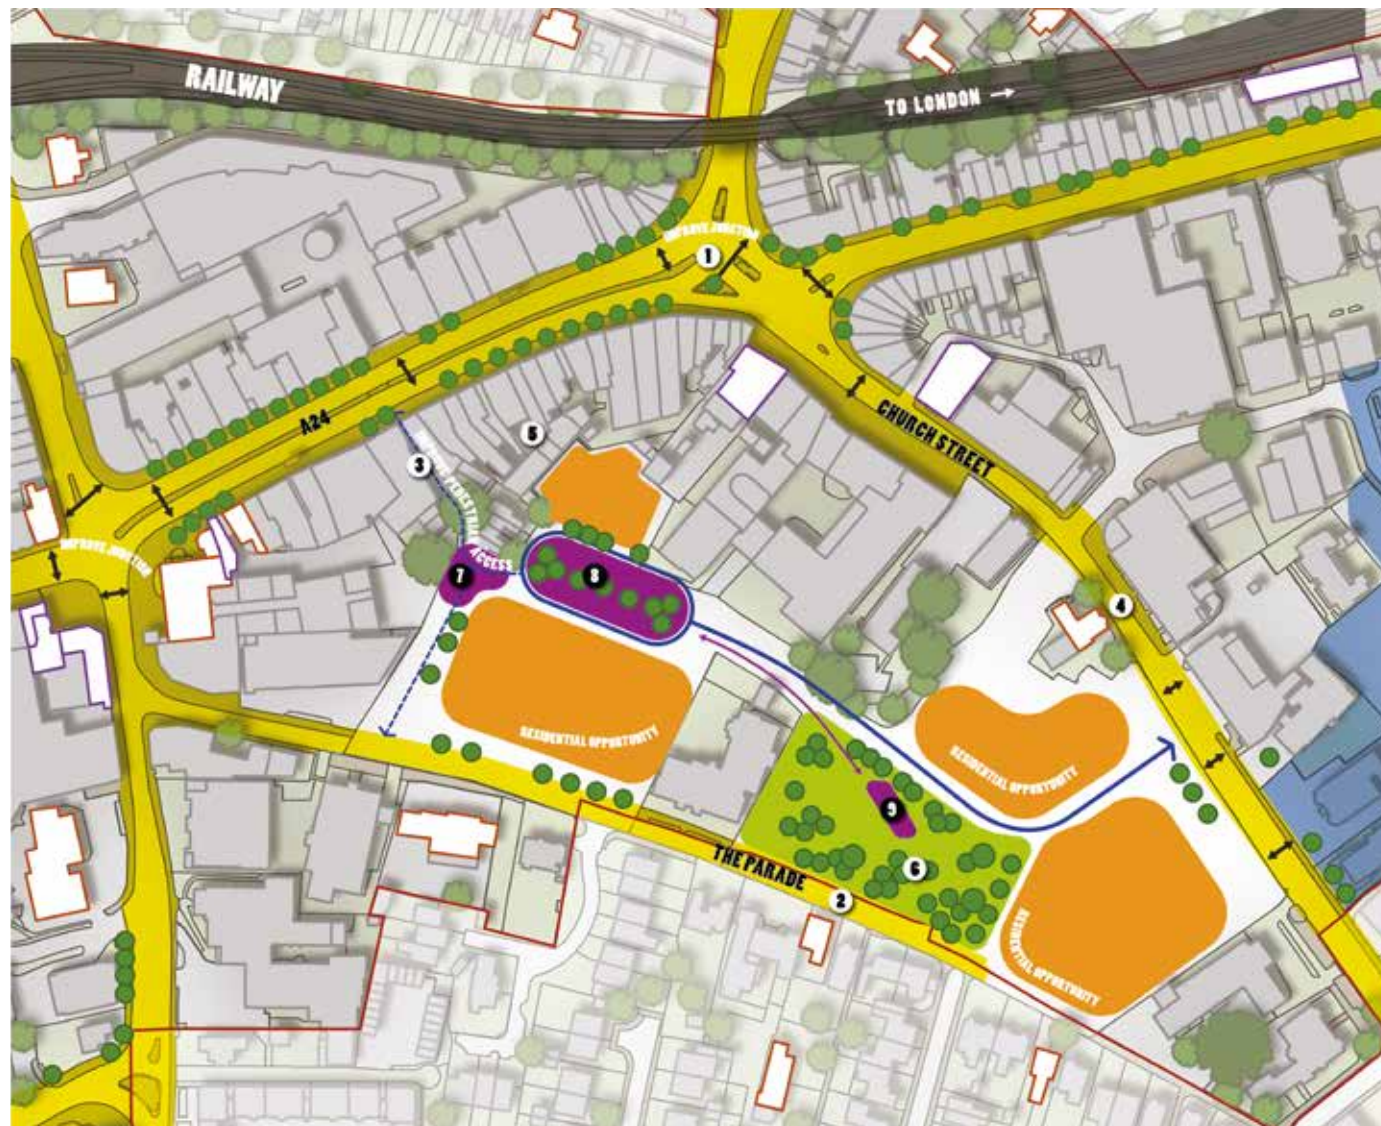 RAILWAY
TO LONDON →
IMPROVE JUNCTION
1
A24
CHURCH STREET
5
3
IMPROVE JUNCTION
PEDESTRIAN
ACCESS
7
8
4
RESIDENTIAL OPPORTUNITY
RESIDENTIAL OPPORTUNITY
9
THE PARADE
6
2
RESIDENTIAL OPPORTUNITY